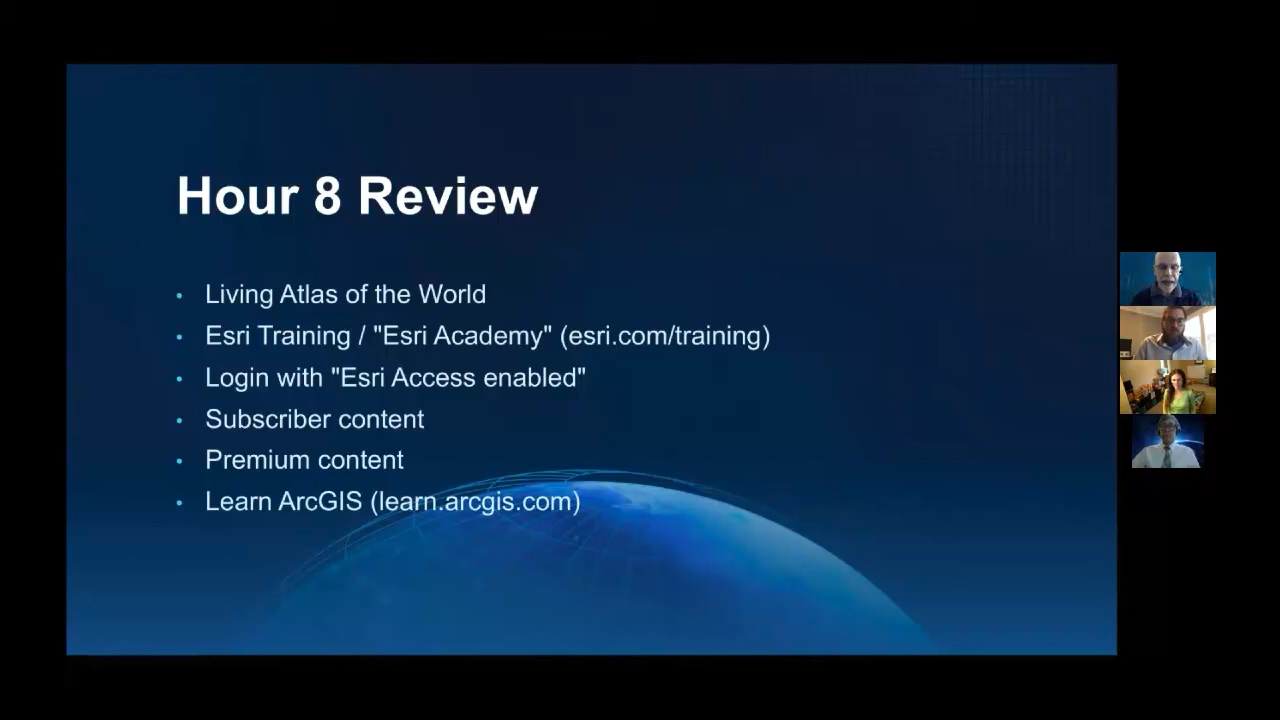 Hour 8 Review
• Living Atlas of the World
• Esri Training / "Esri Academy" (esri.com/training)
• Login with "Esri Access enabled"
• Subscriber content
• Premium content
• Learn ArcGIS (learn.arcgis.com)